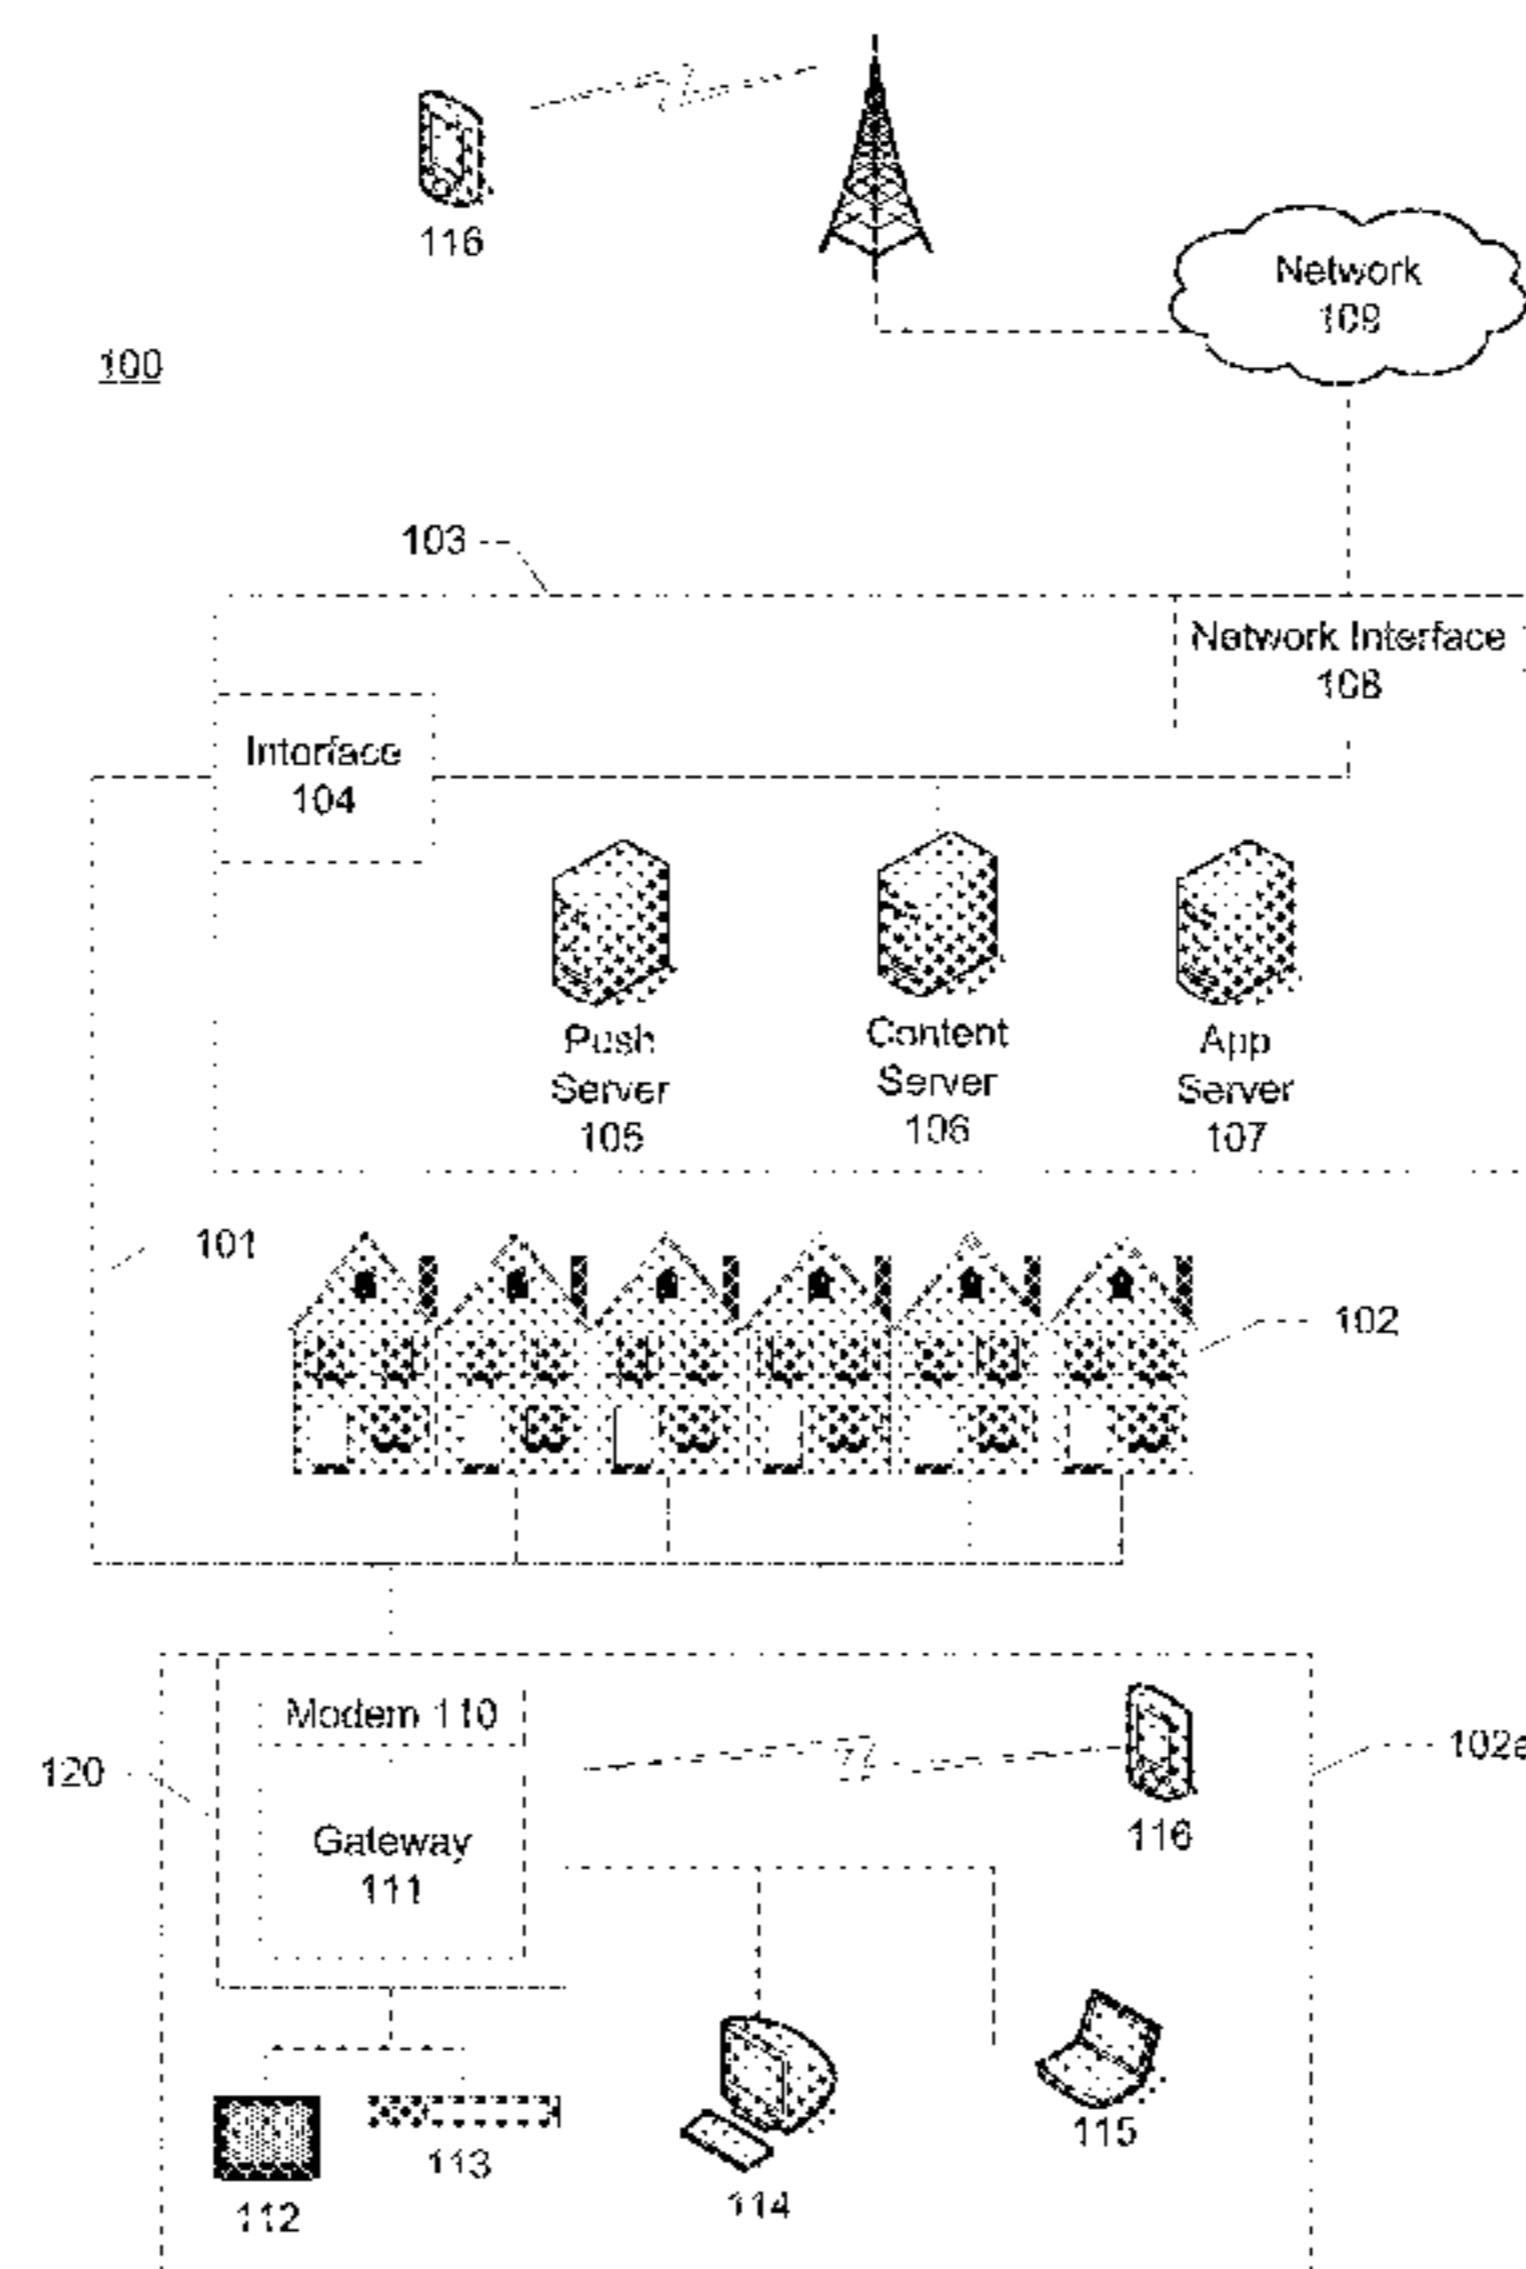 116
Network
109
100
103
Network Interface
108
Interface
104
Push
Server
105
Content
Server
106
App
Server
107
101
102
Modem 110
120
102a
Gateway
111
116
112
113
114
115